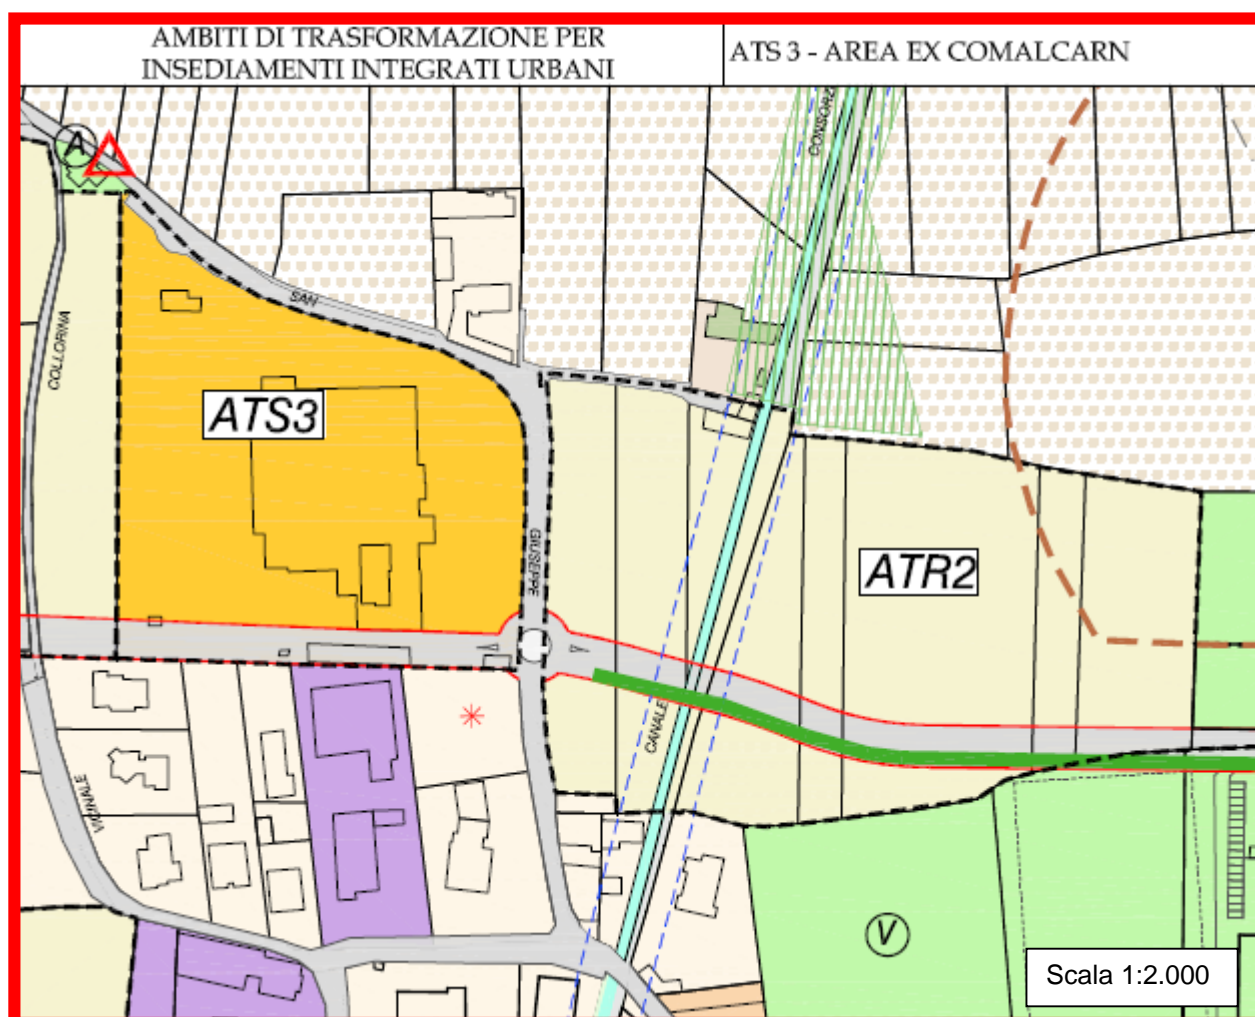 AMBITI DI TRASFORMAZIONE PER
INSEDIAMENTI INTEGRATI URBANI
ATS 3 - AREA EX COMALCARN
CONSORZ
A
SAN
COLLORINA
ATS3
GIUSEPPE
ATR2
CANALE
VICINALE
V
Scala 1:2.000